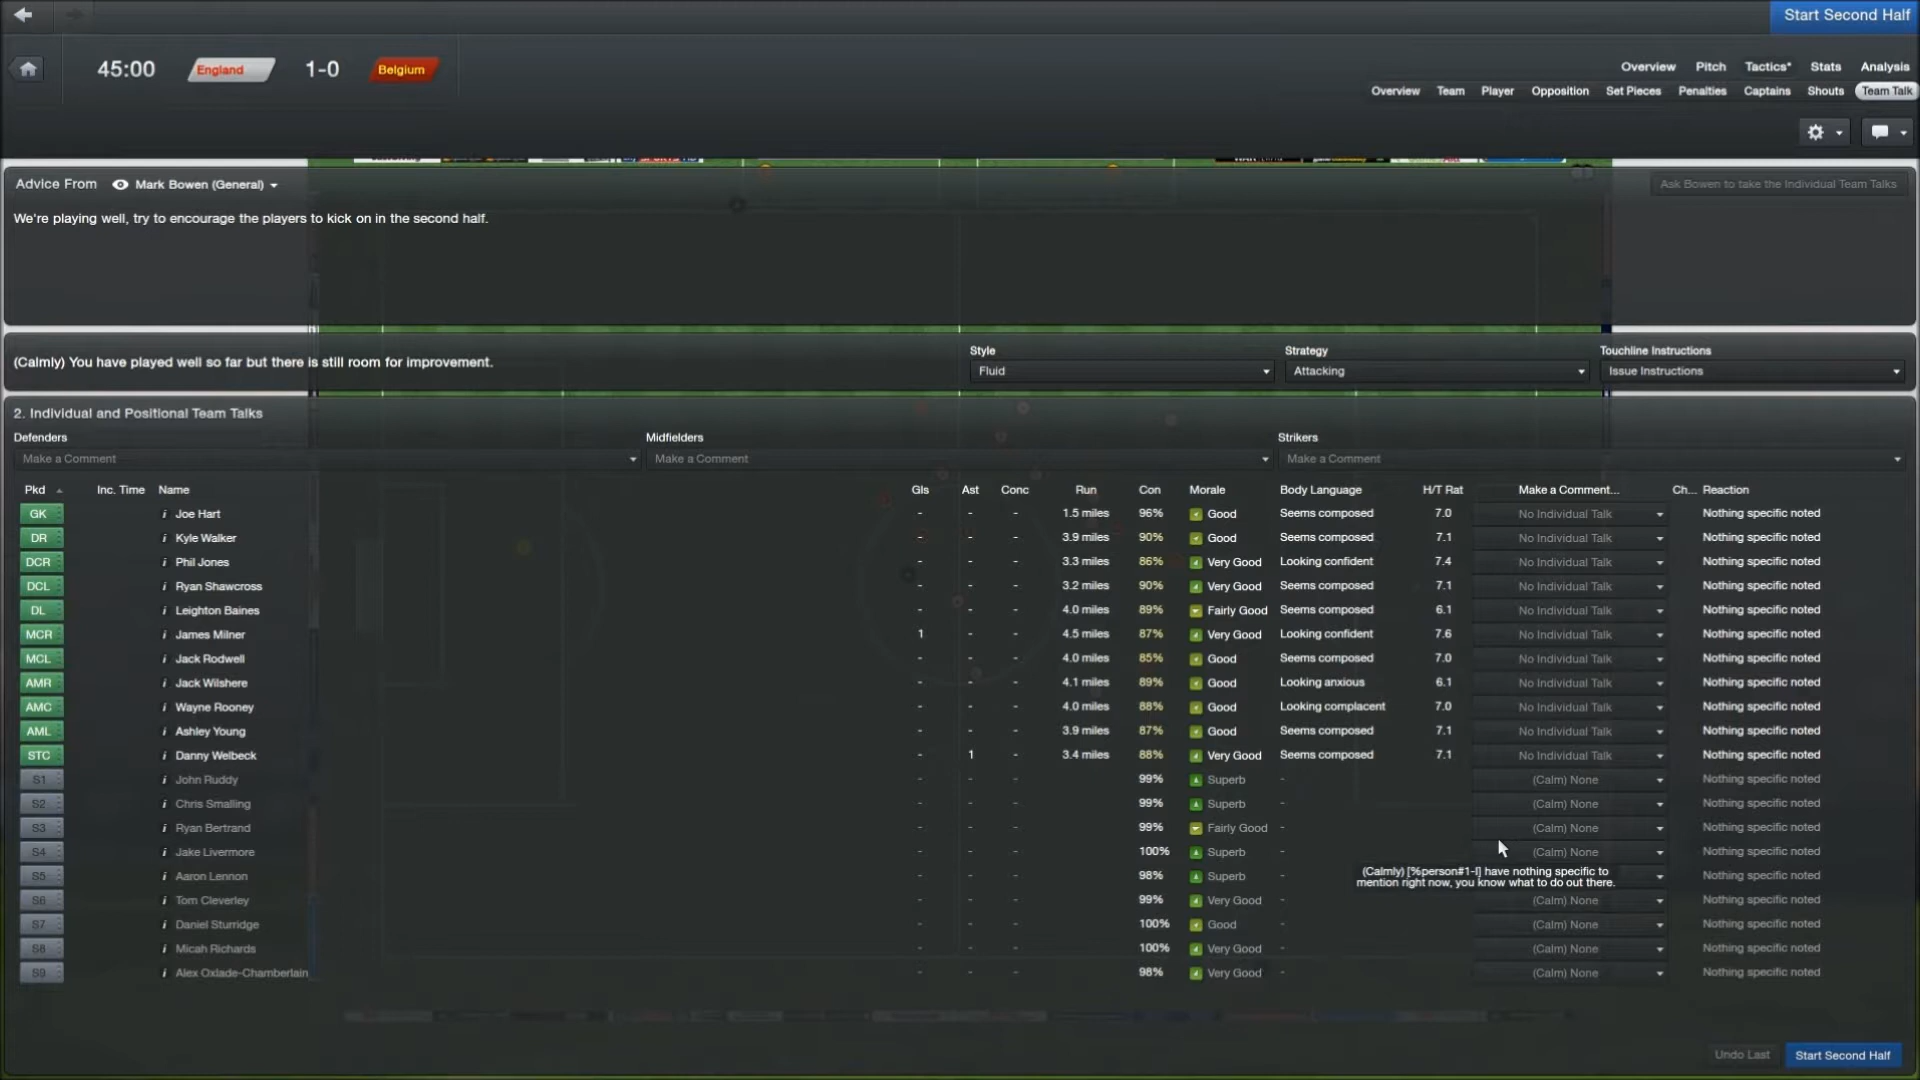 Start Second Half
45:00 England 1-0 Belgium
Overview Pitch Tactics* Stats Analysis
Overview Team Player Opposition Set Pieces Penalties Captains Shouts Team Talk
Advice From Mark Bowen (General)
Ask Bowen to take the Individual Team Talks
We're playing well, try to encourage the players to kick on in the second half.
(Calmly) You have played well so far but there is still room for improvement.
Style Strategy Touchline Instructions
Fluid Attacking Issue Instructions
2. Individual and Positional Team Talks
Defenders Midfielders Strikers
Make a Comment Make a Comment Make a Comment
Pkd Inc. Time Name Gls Ast Conc Run Con Morale Body Language H/T Rat Make a Comment... Ch... Reaction
GK i Joe Hart - - - 1.5 miles 96% Good Seems composed 7.0 No Individual Talk Nothing specific noted
DR i Kyle Walker - - - 3.9 miles 90% Good Seems composed 7.1 No Individual Talk Nothing specific noted
DCR i Phil Jones - - - 3.3 miles 86% Very Good Looking confident 7.4 No Individual Talk Nothing specific noted
DCL i Ryan Shawcross - - - 3.2 miles 90% Very Good Seems composed 7.1 No Individual Talk Nothing specific noted
DL i Leighton Baines - - - 4.0 miles 89% Fairly Good Seems composed 6.1 No Individual Talk Nothing specific noted
MCR i James Milner 1 - - 4.5 miles 87% Very Good Looking confident 7.6 No Individual Talk Nothing specific noted
MCL i Jack Rodwell - - - 4.0 miles 85% Good Seems composed 7.0 No Individual Talk Nothing specific noted
AMR i Jack Wilshere - - - 4.1 miles 89% Good Looking anxious 6.1 No Individual Talk Nothing specific noted
AMC i Wayne Rooney - - - 4.0 miles 88% Good Looking complacent 7.0 No Individual Talk Nothing specific noted
AML i Ashley Young - - - 3.9 miles 87% Good Seems composed 7.1 No Individual Talk Nothing specific noted
STC i Danny Welbeck - 1 - 3.4 miles 88% Very Good Seems composed 7.1 No Individual Talk Nothing specific noted
S1 i John Ruddy - - - 99% Superb - (Calm) None Nothing specific noted
S2 i Chris Smalling - - - 99% Superb - (Calm) None Nothing specific noted
S3 i Ryan Bertrand - - - 99% Fairly Good - (Calm) None Nothing specific noted
S4 i Jake Livermore - - - 100% Superb - (Calm) None Nothing specific noted
S5 i Aaron Lennon - - - 98% Superb - Nothing specific noted
(Calmly) [%person#1-I] have nothing specific to
mention right now, you know what to do out there.
S6 i Tom Cleverley - - - 99% Very Good - (Calm) None Nothing specific noted
S7 i Daniel Sturridge - - - 100% Good - (Calm) None Nothing specific noted
S8 i Micah Richards - - - 100% Very Good - (Calm) None Nothing specific noted
S9 i Alex Oxlade-Chamberlain - - - 98% Very Good - (Calm) None Nothing specific noted
Undo Last Start Second Half